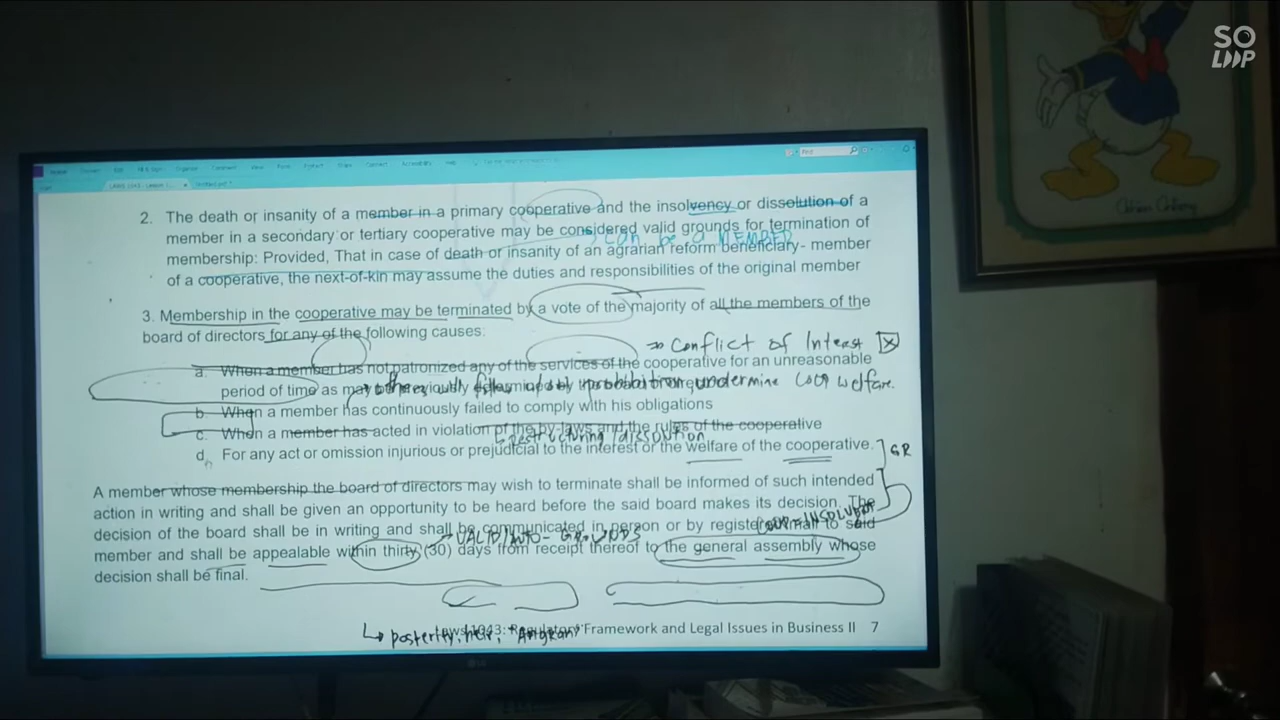 SO
LOOP
Find
2. The death or insanity of a member in a primary cooperative and the insolvency or dissolution of a
member in a secondary or tertiary cooperative may be considered valid grounds for termination of
can be a MEMBER
membership: Provided, That in case of death or insanity of an agrarian reform beneficiary- member
of a cooperative, the next-of-kin may assume the duties and responsibilities of the original member
3. Membership in the cooperative may be terminated by a vote of the majority of all the members of the
board of directors for any of the following causes:
Conflict of Interest
a. When a member has not patronized any of the services of the cooperative for an unreasonable
period of time as may
undermine coop welfare.
b. When a member has continuously failed to comply with his obligations
c. When a member has acted in violation of the by-laws and the rules of the cooperative
restructuring/dissolution
d. For any act or omission injurious or prejudicial to the interest or the welfare of the cooperative.
GR
A member whose membership the board of directors may wish to terminate shall be informed of such intended
action in writing and shall be given an opportunity to be heard before the said board makes its decision. The
decision of the board shall be in writing and shall be communicated in person or by registered mail to said
COOP = INSOLVENT
VALID/AUTO- GROUNDS
member and shall be appealable within thirty (30) days from receipt thereof to the general assembly whose
decision shall be final.
Laws 1043: Regulatory Framework and Legal Issues in Business II 7
posterity, heir,
LG